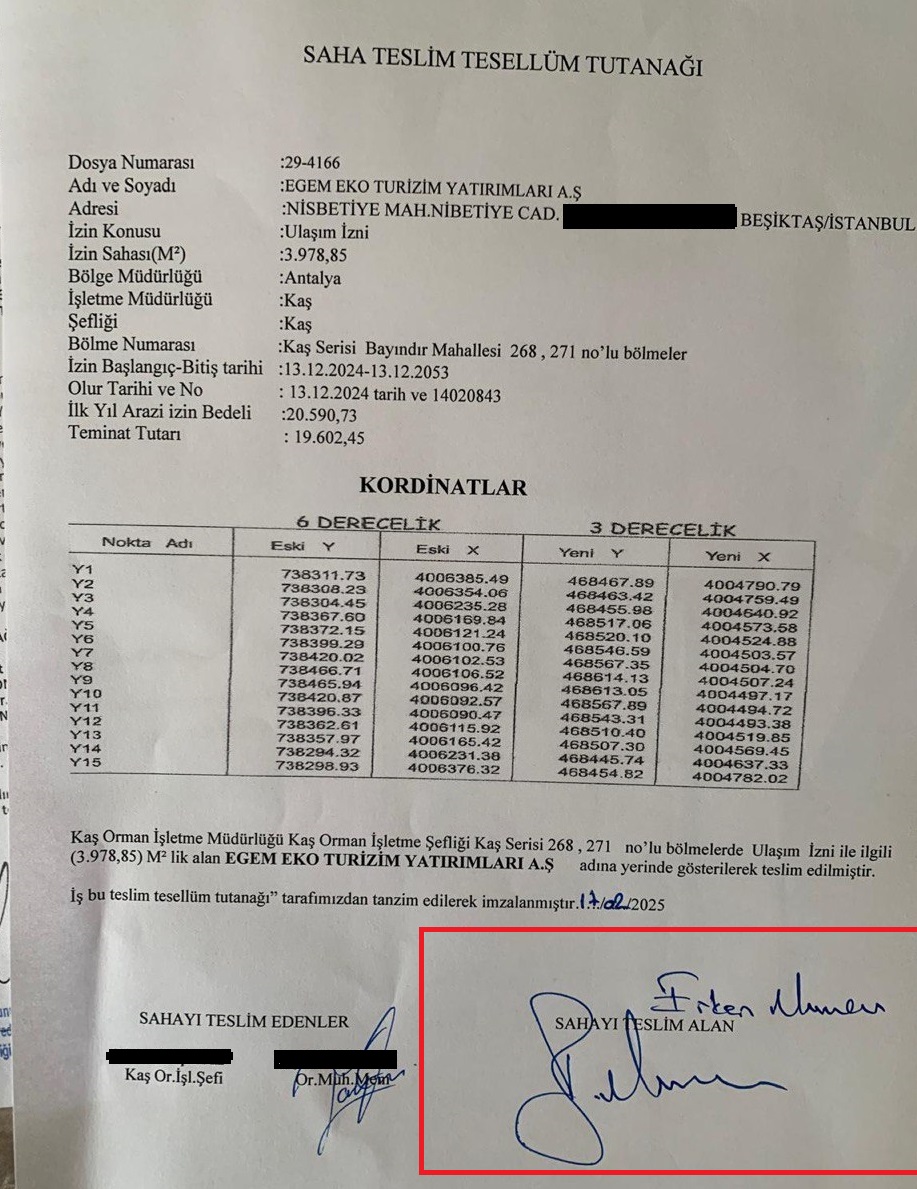 SAHA TESLİM TESELLÜM TUTANAĞI
Dosya Numarası :29-4166
Adı ve Soyadı :EGEM EKO TURİZİM YATIRIMLARI A.Ş
Adresi :NİSBETİYE MAH.NİBETİYE CAD. BEŞİKTAŞ/İSTANBUL
İzin Konusu :Ulaşım İzni
İzin Sahası(M²) :3.978,85
Bölge Müdürlüğü :Antalya
İşletme Müdürlüğü :Kaş
Şefliği :Kaş
Bölme Numarası :Kaş Serisi Bayındır Mahallesi 268 , 271 no’lu bölmeler
İzin Başlangıç-Bitiş tarihi :13.12.2024-13.12.2053
Olur Tarihi ve No : 13.12.2024 tarih ve 14020843
İlk Yıl Arazi izin Bedeli :20.590,73
Teminat Tutarı : 19.602,45
KORDİNATLAR
6 DERECELİK 3 DERECELİK
Nokta Adı Eski Y Eski X Yeni Y Yeni X
Y1 738311.73 4006385.49 468467.89 4004790.79
Y2 738308.23 4006354.06 468463.42 4004759.49
Y3 738304.45 4006235.28 468455.98 4004640.92
Y4 738367.60 4006169.84 468517.06 4004573.58
Y5 738372.15 4006121.24 468520.10 4004524.88
Y6 738399.29 4006100.76 468546.59 4004503.57
Y7 738420.02 4006102.53 468567.35 4004504.70
Y8 738466.71 4006106.52 468614.13 4004507.24
Y9 738465.94 4006096.42 468613.05 4004497.17
Y10 738420.87 4006092.57 468567.89 4004494.72
Y11 738396.33 4006090.47 468543.31 4004493.38
Y12 738362.61 4006115.92 468510.40 4004519.85
Y13 738357.97 4006165.42 468507.30 4004569.45
Y14 738294.32 4006231.38 468445.74 4004637.33
Y15 738298.93 4006376.32 468454.82 4004782.02
Kaş Orman İşletme Müdürlüğü Kaş Orman İşletme Şefliği Kaş Serisi 268 , 271 no’lu bölmelerde Ulaşım İzni ile ilgili
(3.978,85) M² lik alan EGEM EKO TURİZİM YATIRIMLARI A.Ş adına yerinde gösterilerek teslim edilmiştir.
İş bu teslim tesellüm tutanağı” tarafımızdan tanzim edilerek imzalanmıştır.17/02/2025
SAHAYI TESLİM EDENLER
SAHAYI TESLİM ALAN
Kaş Or.İşl.Şefi Or.Müh.Mem